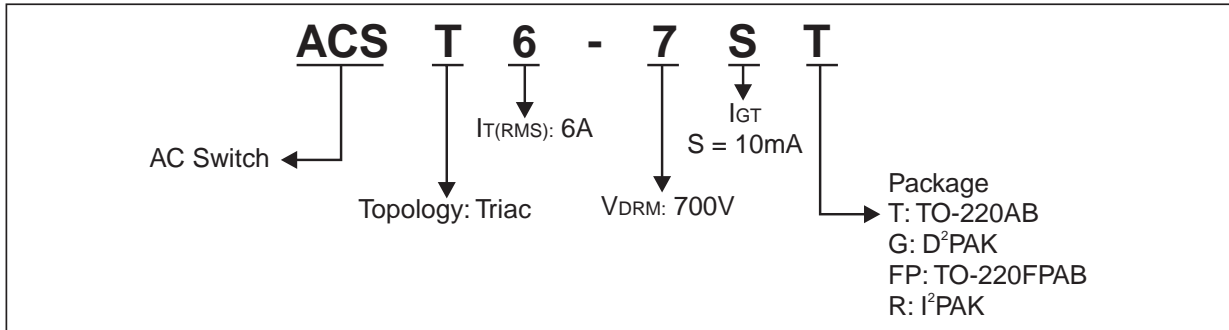 ACS T 6 - 7 S T
IT(RMS): 6A
IGT
S = 10mA
AC Switch
Topology: Triac
VDRM: 700V
Package
T: TO-220AB
G: D²PAK
FP: TO-220FPAB
R: I²PAK